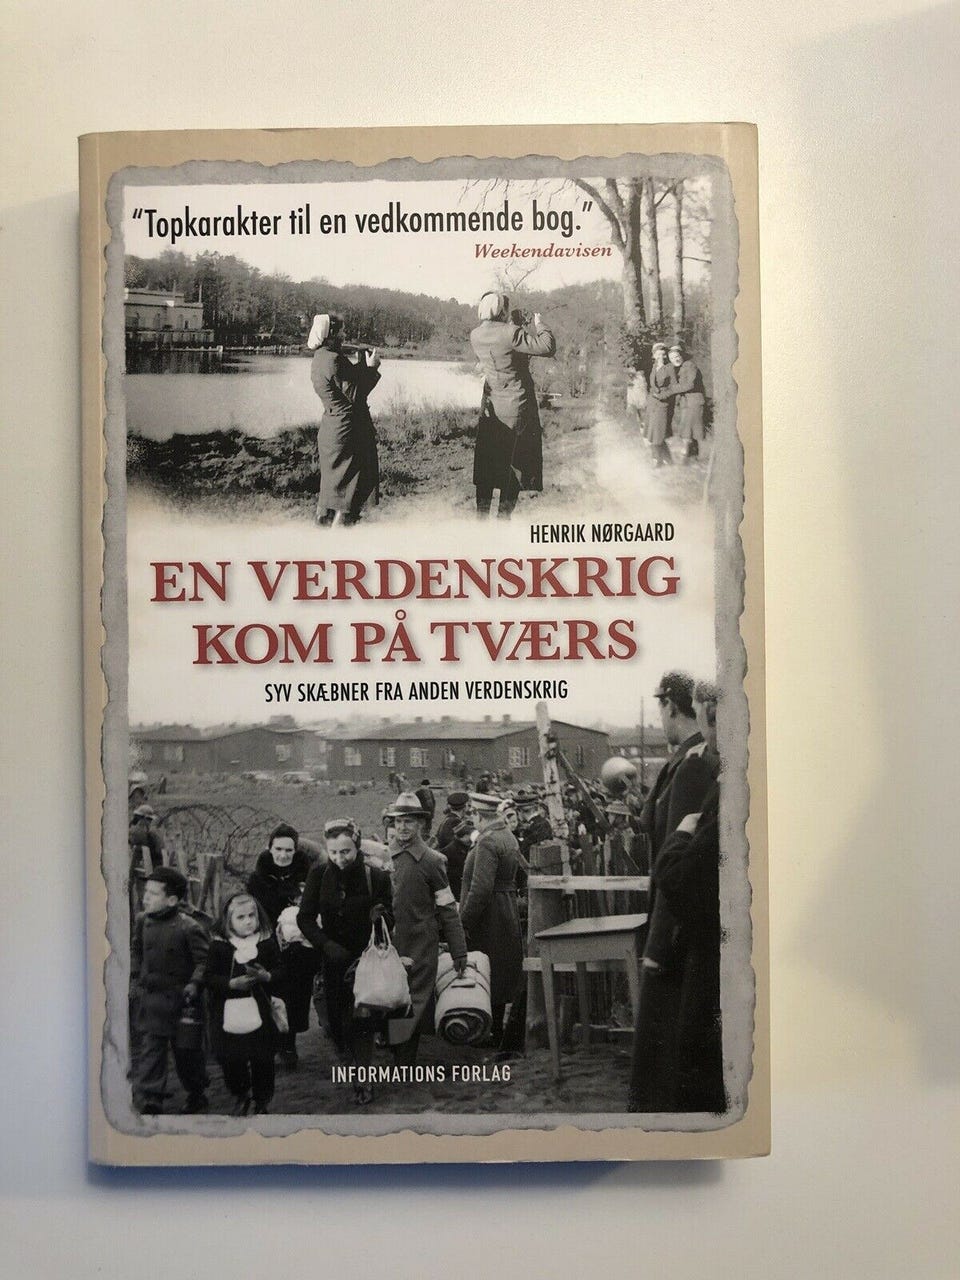 “Topkarakter til en vedkommende bog.”
Weekendavisen
HENRIK NØRGAARD
EN VERDENSKRIG
KOM PÅ TVÆRS
SYV SKÆBNER FRA ANDEN VERDENSKRIG
INFORMATIONS FORLAG